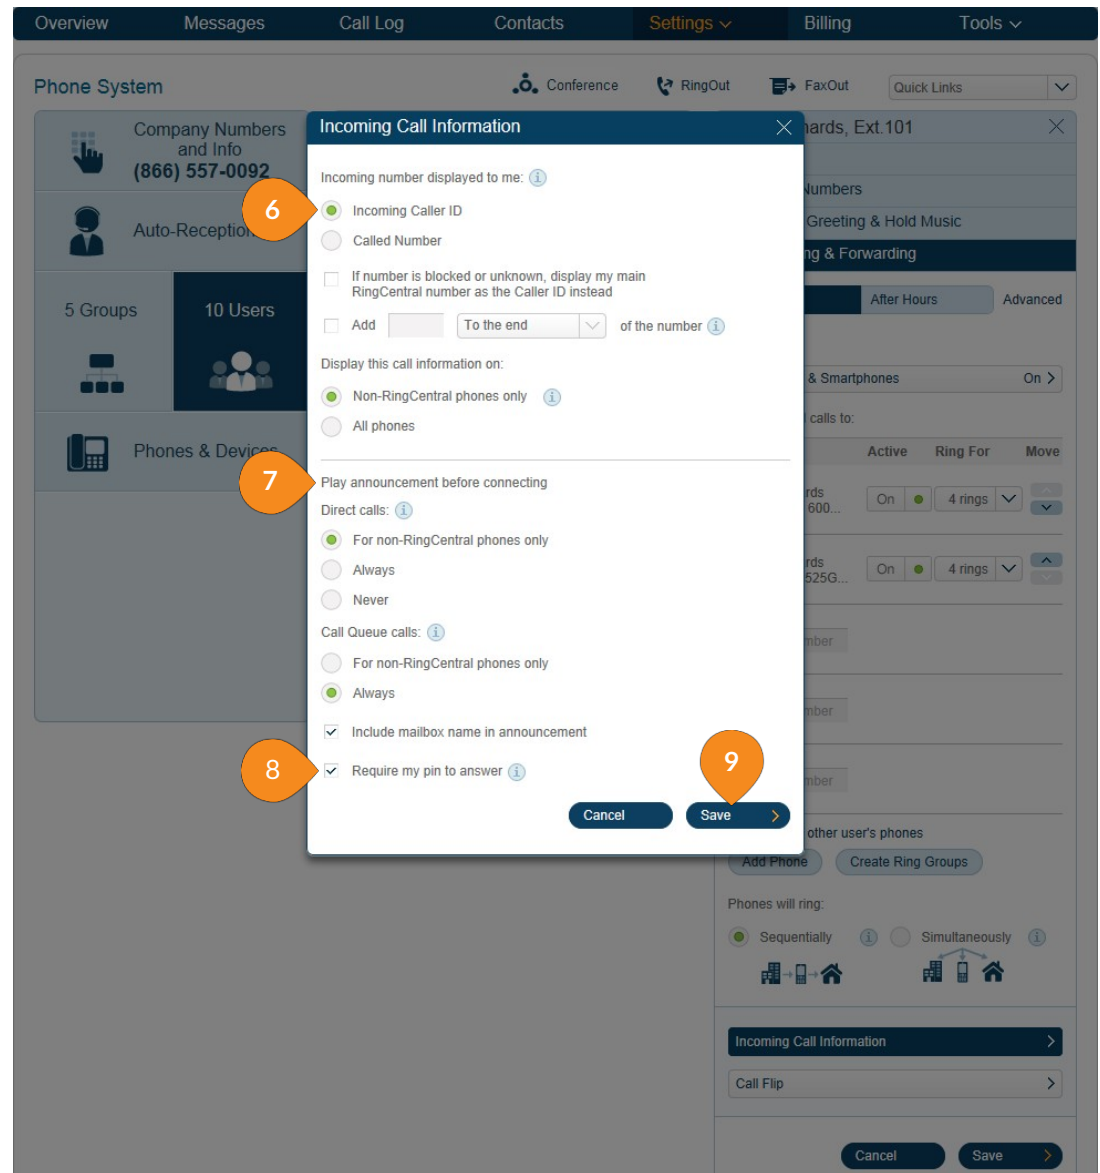 Overview Messages Call Log Contacts Settings Billing Tools
Phone System
Conference RingOut FaxOut Quick Links
Company Numbers
and Info
(866) 557-0092
Auto-Reception
5 Groups 10 Users
Phones & Devices
Incoming Call Information
Incoming number displayed to me:
6
Incoming Caller ID
Called Number
If number is blocked or unknown, display my main
RingCentral number as the Caller ID instead
Add To the end of the number
Display this call information on:
Non-RingCentral phones only
All phones
7
Play announcement before connecting
Direct calls:
For non-RingCentral phones only
Always
Never
Call Queue calls:
For non-RingCentral phones only
Always
Include mailbox name in announcement
8
Require my pin to answer
9
Cancel Save
hards, Ext.101
Numbers
Greeting & Hold Music
ng & Forwarding
After Hours Advanced
& Smartphones On
calls to:
Active Ring For Move
rds
600... On 4 rings
rds
525G... On 4 rings
mber
mber
mber
other user's phones
Add Phone Create Ring Groups
Phones will ring:
Sequentially Simultaneously
Incoming Call Information
Call Flip
Cancel Save